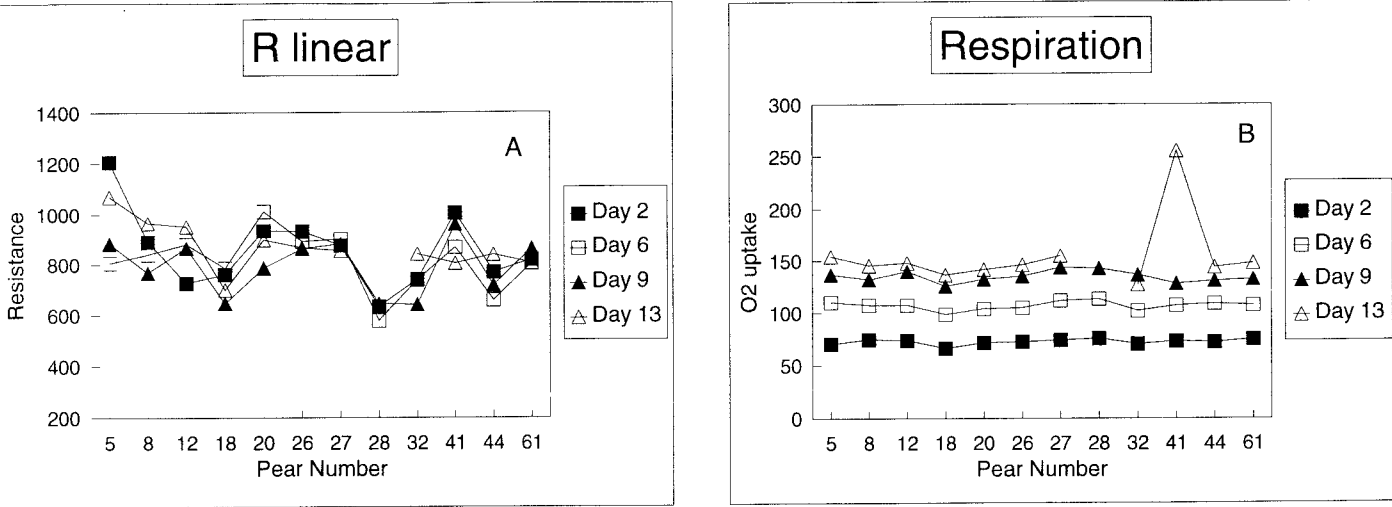 R linear
A
Resistance
1400
1200
1000
800
600
400
200
5 8 12 18 20 26 27 28 32 41 44 61
Pear Number
Day 2
Day 6
Day 9
Day 13
Respiration
B
O2 uptake
300
250
200
150
100
50
0
5 8 12 18 20 26 27 28 32 41 44 61
Pear Number
Day 2
Day 6
Day 9
Day 13